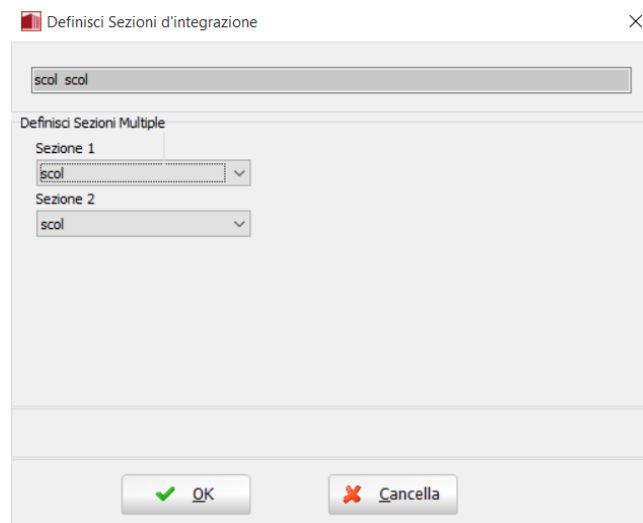 Definisci Sezioni d'integrazione
scol scol
Definisci Sezioni Multiple
Sezione 1
scol
Sezione 2
scol
OK
Cancella